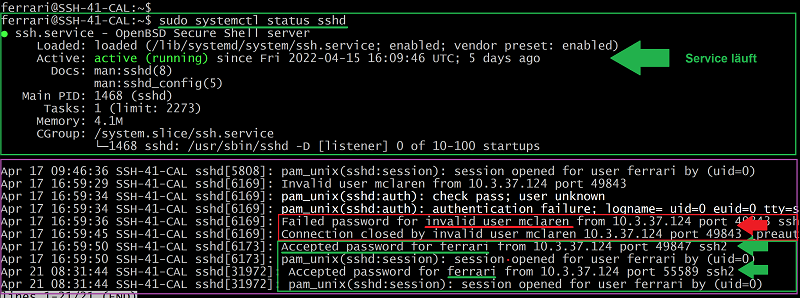 ferrari@SSH-41-CAL:~$
ferrari@SSH-41-CAL:~$ sudo systemctl status sshd
● ssh.service - OpenBSD Secure Shell server
Loaded: loaded (/lib/systemd/system/ssh.service; enabled; vendor preset: enabled)
Active: active (running) since Fri 2022-04-15 16:09:46 UTC; 5 days ago
Service läuft
Docs: man:sshd(8)
man:sshd_config(5)
Main PID: 1468 (sshd)
Tasks: 1 (limit: 2273)
Memory: 4.1M
CGroup: /system.slice/ssh.service
└─1468 sshd: /usr/sbin/sshd -D [listener] 0 of 10-100 startups
Apr 17 09:46:36 SSH-41-CAL sshd[5808]: pam_unix(sshd:session): session opened for user ferrari by (uid=0)
Apr 17 16:59:29 SSH-41-CAL sshd[6169]: Invalid user mclaren from 10.3.37.124 port 49843
Apr 17 16:59:34 SSH-41-CAL sshd[6169]: pam_unix(sshd:auth): check pass; user unknown
Apr 17 16:59:34 SSH-41-CAL sshd[6169]: pam_unix(sshd:auth): authentication failure; logname= uid=0 euid=0 tty=s
Apr 17 16:59:36 SSH-41-CAL sshd[6169]: Failed password for invalid user mclaren from 10.3.37.124 port 49843 ssh
Apr 17 16:59:45 SSH-41-CAL sshd[6169]: Connection closed by invalid user mclaren 10.3.37.124 port 49843 [preaut
Apr 17 16:59:50 SSH-41-CAL sshd[6173]: Accepted password for ferrari from 10.3.37.124 port 49847 ssh2
Apr 17 16:59:50 SSH-41-CAL sshd[6173]: pam_unix(sshd:session): session opened for user ferrari by (uid=0)
Apr 21 08:31:44 SSH-41-CAL sshd[31972]: Accepted password for ferrari from 10.3.37.124 port 55589 ssh2
Apr 21 08:31:44 SSH-41-CAL sshd[31972]: pam_unix(sshd:session): session opened for user ferrari by (uid=0)
lines 1-21/21 (END)